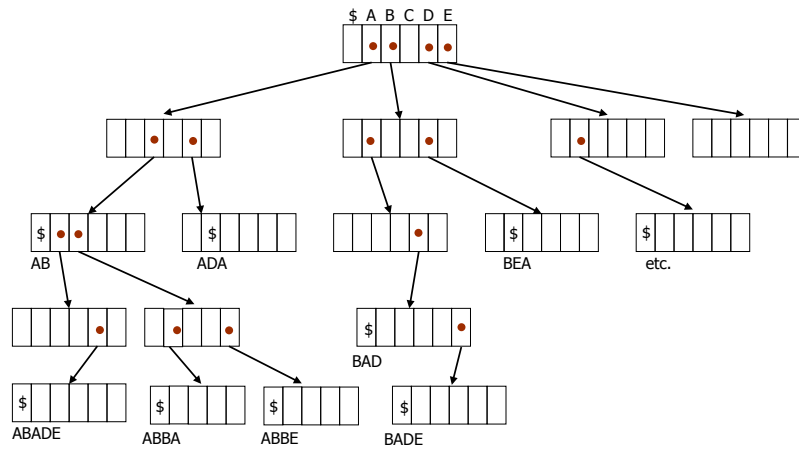 $ A B C D E
$
$
$
$
AB
ADA
BEA
etc.
$
BAD
$
$
$
$
ABADE
ABBA
ABBE
BADE